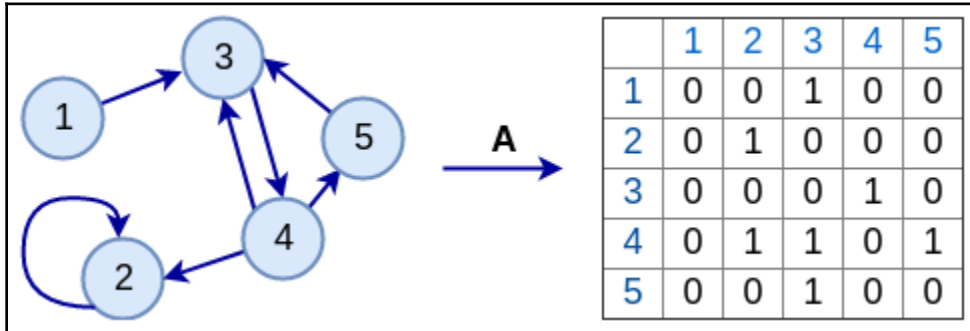 3
1
5
4
2
A
1 2 3 4 5
1 0 0 1 0 0
2 0 1 0 0 0
3 0 0 0 1 0
4 0 1 1 0 1
5 0 0 1 0 0